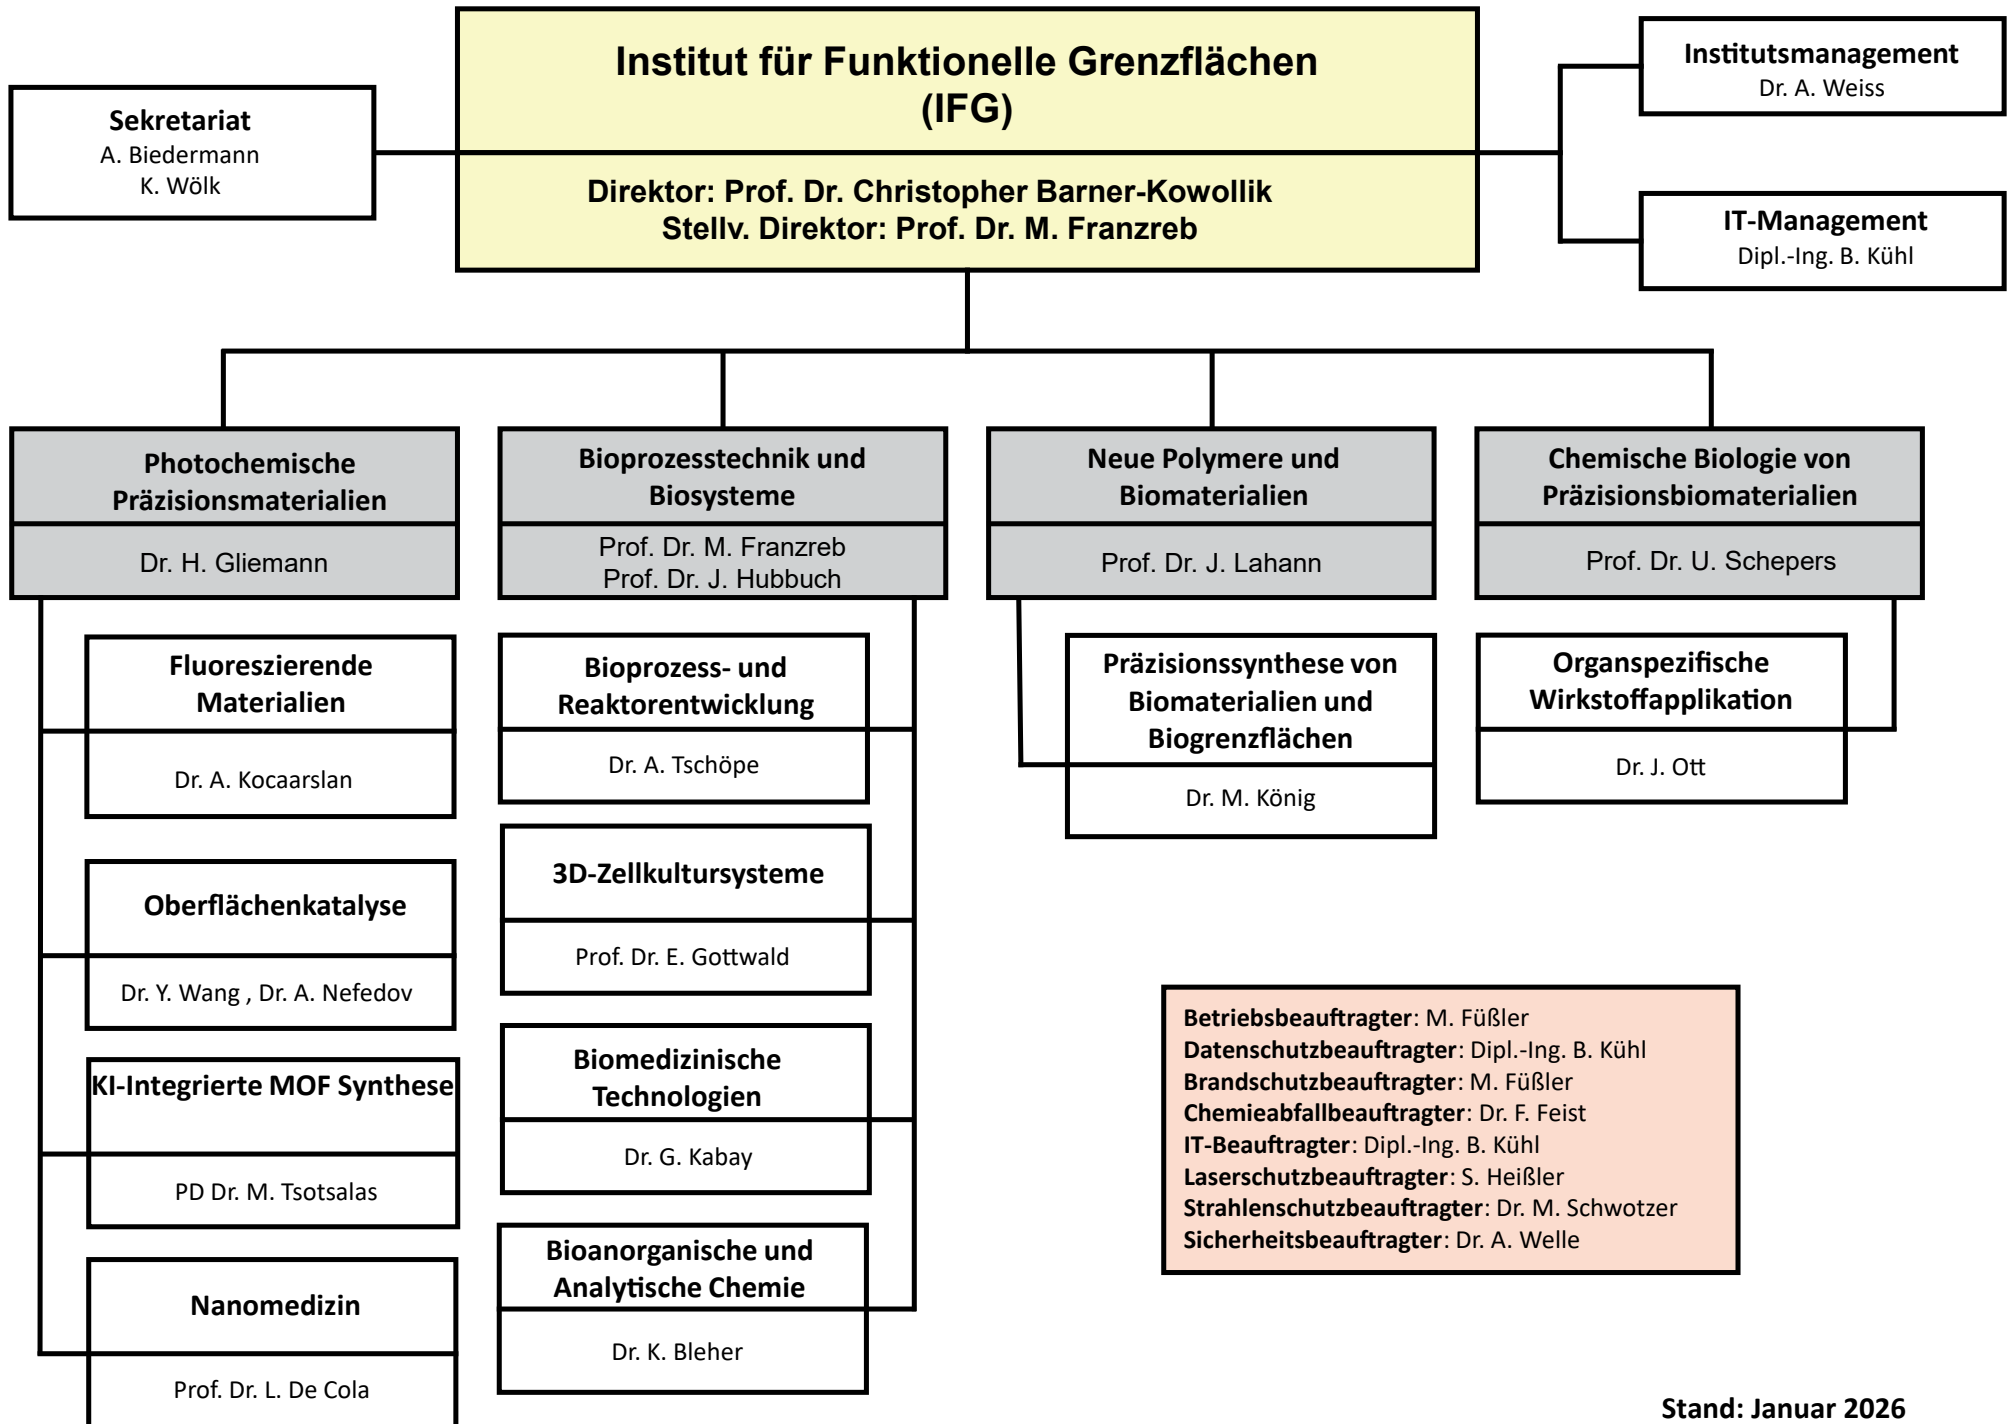 Institut für Funktionelle Grenzflächen
(IFG)
Direktor: Prof. Dr. Christopher Barner-Kowollik
Stellv. Direktor: Prof. Dr. M. Franzreb
Sekretariat
A. Biedermann
K. Wölk
Institutsmanagement
Dr. A. Weiss
IT-Management
Dipl.-Ing. B. Kühl
Photochemische
Präzisionsmaterialien
Dr. H. Gliemann
Fluoreszierende
Materialien
Dr. A. Kocaarslan
Oberflächenkatalyse
Dr. Y. Wang , Dr. A. Nefedov
KI-Integrierte MOF Synthese
PD Dr. M. Tsotsalas
Nanomedizin
Prof. Dr. L. De Cola
Bioprozesstechnik und
Biosysteme
Prof. Dr. M. Franzreb
Prof. Dr. J. Hubbuch
Bioprozess- und
Reaktorentwicklung
Dr. A. Tschöpe
3D-Zellkultursysteme
Prof. Dr. E. Gottwald
Biomedizinische
Technologien
Dr. G. Kabay
Bioanorganische und
Analytische Chemie
Dr. K. Bleher
Neue Polymere und
Biomaterialien
Prof. Dr. J. Lahann
Präzisionssynthese von
Biomaterialien und
Biogrenzflächen
Dr. M. König
Chemische Biologie von
Präzisionsbiomaterialien
Prof. Dr. U. Schepers
Organspezifische
Wirkstoffapplikation
Dr. J. Ott
Betriebsbeauftragter: M. Füßler
Datenschutzbeauftragter: Dipl.-Ing. B. Kühl
Brandschutzbeauftragter: M. Füßler
Chemieabfallbeauftragter: Dr. F. Feist
IT-Beauftragter: Dipl.-Ing. B. Kühl
Laserschutzbeauftragter: S. Heißler
Strahlenschutzbeauftragter: Dr. M. Schwotzer
Sicherheitsbeauftragter: Dr. A. Welle
Stand: Januar 2026